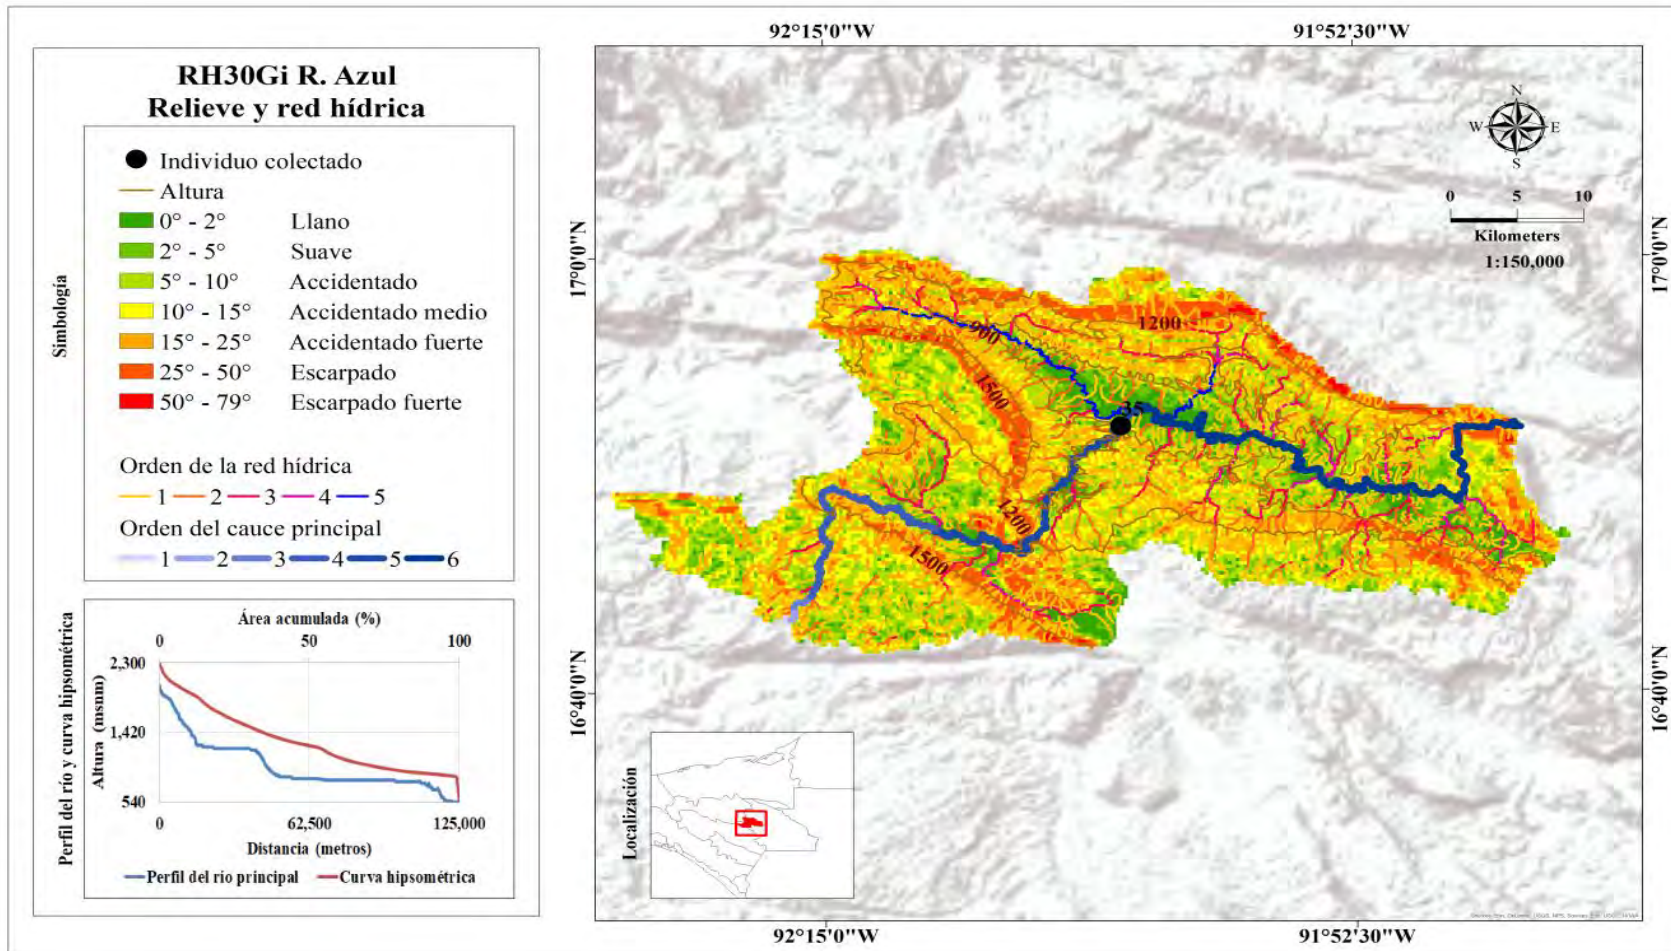 RH30Gi R. Azul
Relieve y red hídrica
Simbología
Individuo colectado
Altura
0° - 2° Llano
2° - 5° Suave
5° - 10° Accidentado
10° - 15° Accidentado medio
15° - 25° Accidentado fuerte
25° - 50° Escarpado
50° - 79° Escarpado fuerte
Orden de la red hídrica
1 2 3 4 5
Orden del cauce principal
1 2 3 4 5 6
Perfil del río y curva hipsométrica
Área acumulada (%)
0 50 100
Altura (msnm)
2,300
1,420
540
0 62,500 125,000
Distancia (metros)
Perfil del río principal Curva hipsométrica
92°15'0"W 91°52'30"W
17°0'0"N
17°0'0"N
16°40'0"N
16°40'0"N
92°15'0"W 91°52'30"W
N
W E
S
0 5 10
Kilometers
1:150,000
900
1200
1500
35
1200
1500
Localización